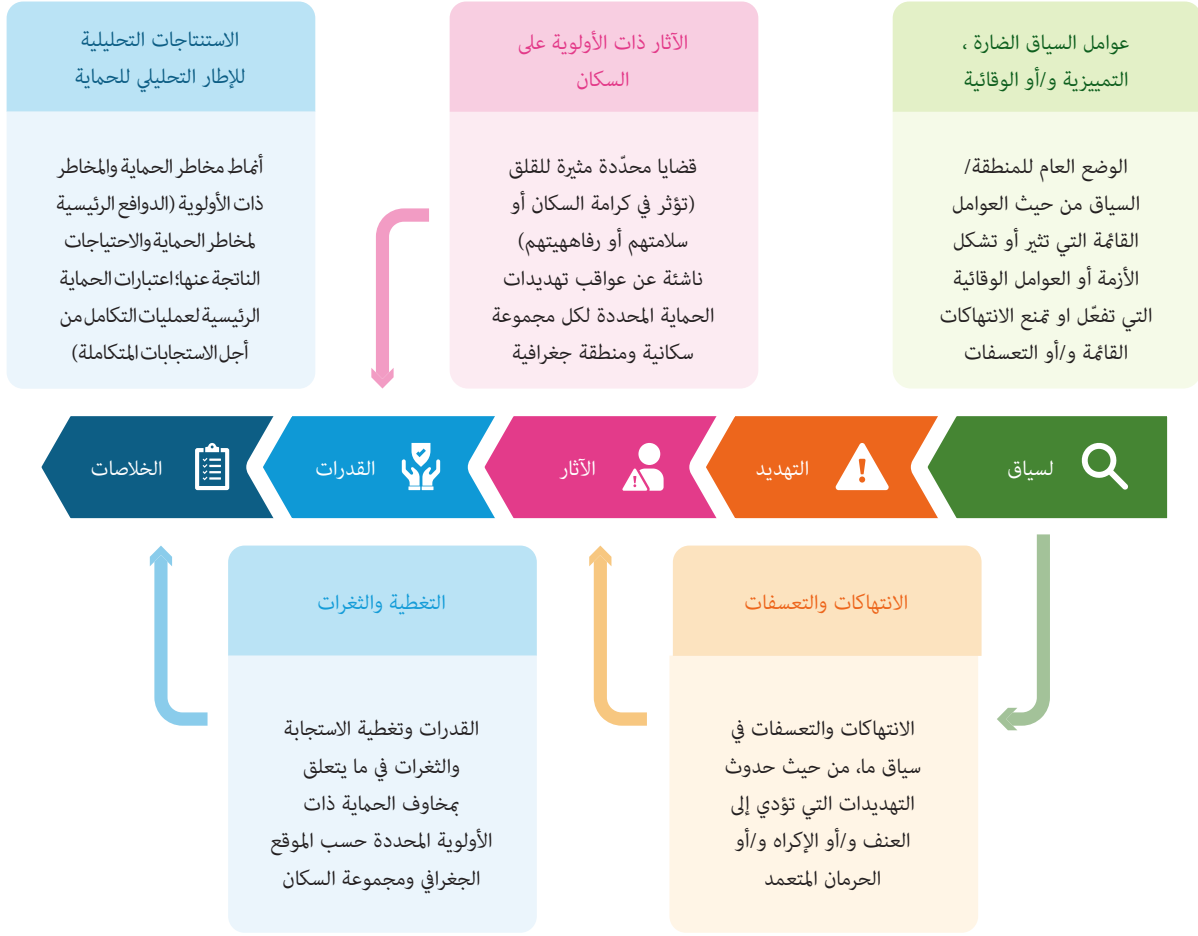 عوامل السياق الضارة ،
التمييزية و/أو الوقائية
الوضع العام للمنطقة/
السياق من حيث العوامل
القائمة التي تثير أو تشكل
الأزمة أو العوامل الوقائية
التي تفعّل او تمنع الانتهاكات
القائمة و/أو التعسفات
الآثار ذات الأولوية على
السكان
قضايا محدّدة مثيرة للقلق
(تؤثر في كرامة السكان أو
سلامتهم أو رفاههيتهم)
ناشئة عن عواقب تهديدات
الحماية المحددة لكل مجموعة
سكانية ومنطقة جغرافية
الاستنتاجات التحليلية
للإطار التحليلي للحماية
أنماط مخاطر الحماية والمخاطر
ذات الأولوية (الدوافع الرئيسية
لمخاطر الحماية والاحتياجات
الناتجة عنها؛ اعتبارات الحماية
الرئيسية لعمليات التكامل من
أجل الاستجابات المتكاملة)
لسياق
التهديد
الآثار
القدرات
الخلاصات
الانتهاكات والتعسفات
الانتهاكات والتعسفات في
سياق ما، من حيث حدوث
التهديدات التي تؤدي إلى
العنف و/أو الإكراه و/أو
الحرمان المتعمد
التغطية والثغرات
القدرات وتغطية الاستجابة
والثغرات في ما يتعلق
بمخاوف الحماية ذات
الأولوية المحددة حسب الموقع
الجغرافي ومجموعة السكان